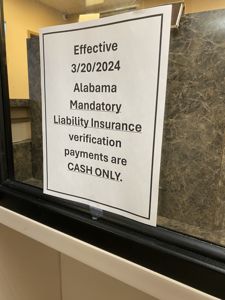 Effective
3/20/2024
Alabama
Mandatory
Liability Insurance
verification
payments are
CASH ONLY.